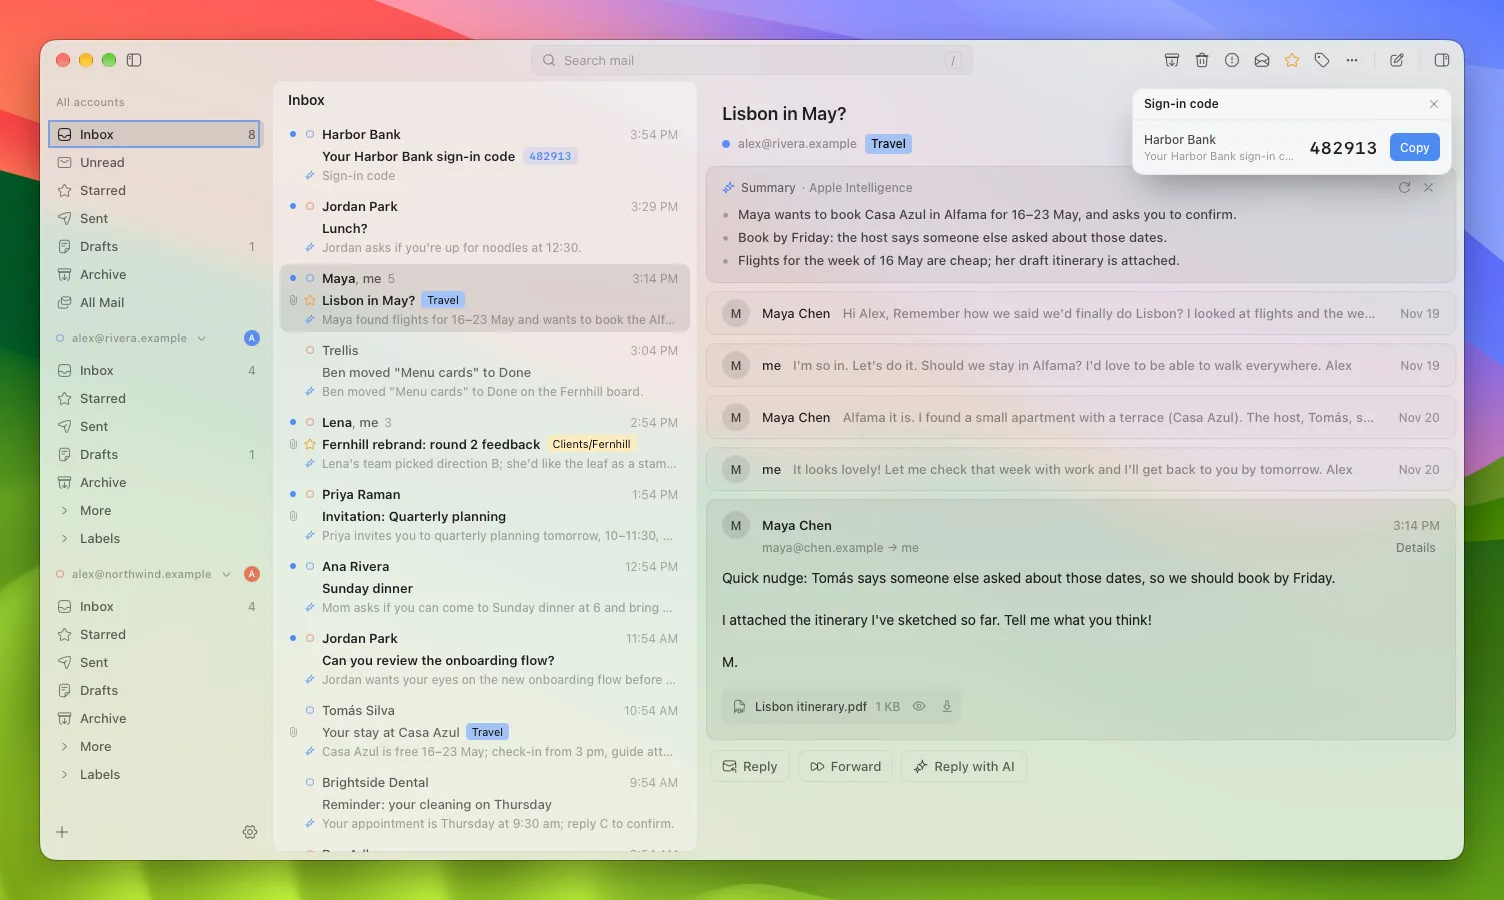 Search mail
/
All accounts
Inbox 8
Unread
Starred
Sent
Drafts 1
Archive
All Mail
alex@rivera.example A
Inbox 4
Starred
Sent
Drafts 1
Archive
More
Labels
alex@northwind.example A
Inbox 4
Starred
Sent
Drafts
Archive
More
Labels
Inbox
Harbor Bank 3:54 PM
Your Harbor Bank sign-in code 482913
Sign-in code
Jordan Park 3:29 PM
Lunch?
Jordan asks if you're up for noodles at 12:30.
Maya, me 5 3:14 PM
Lisbon in May? Travel
Maya found flights for 16–23 May and wants to book the Alf...
Trellis 3:04 PM
Ben moved "Menu cards" to Done
Ben moved "Menu cards" to Done on the Fernhill board.
Lena, me 3 2:54 PM
Fernhill rebrand: round 2 feedback Clients/Fernhill
Lena's team picked direction B; she'd like the leaf as a stam...
Priya Raman 1:54 PM
Invitation: Quarterly planning
Priya invites you to quarterly planning tomorrow, 10–11:30, ...
Ana Rivera 12:54 PM
Sunday dinner
Mom asks if you can come to Sunday dinner at 6 and bring ...
Jordan Park 11:54 AM
Can you review the onboarding flow?
Jordan wants your eyes on the new onboarding flow before ...
Tomás Silva 10:54 AM
Your stay at Casa Azul Travel
Casa Azul is free 16–23 May; check-in from 3 pm, guide att...
Brightside Dental 9:54 AM
Reminder: your cleaning on Thursday
Your appointment is Thursday at 9:30 am; reply C to confirm.
Lisbon in May?
alex@rivera.example Travel
Sign-in code
Harbor Bank
Your Harbor Bank sign-in c...
482913
Copy
Summary · Apple Intelligence
• Maya wants to book Casa Azul in Alfama for 16–23 May, and asks you to confirm.
• Book by Friday: the host says someone else asked about those dates.
• Flights for the week of 16 May are cheap; her draft itinerary is attached.
M Maya Chen Hi Alex, Remember how we said we'd finally do Lisbon? I looked at flights and the we... Nov 19
M me I'm so in. Let's do it. Should we stay in Alfama? I'd love to be able to walk everywhere. Alex Nov 19
M Maya Chen Alfama it is. I found a small apartment with a terrace (Casa Azul). The host, Tomás, s... Nov 20
M me It looks lovely! Let me check that week with work and I'll get back to you by tomorrow. Alex Nov 20
M Maya Chen 3:14 PM
maya@chen.example → me Details
Quick nudge: Tomás says someone else asked about those dates, so we should book by Friday.
I attached the itinerary I've sketched so far. Tell me what you think!
M.
PDF Lisbon itinerary.pdf 1 KB
Reply
Forward
Reply with AI